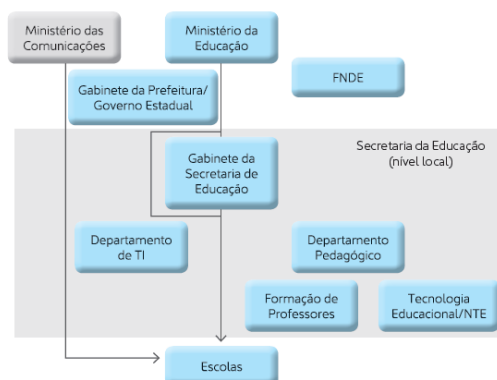 Ministério das
Comunicações
Ministério da
Educação
FNDE
Gabinete da Prefeitura/
Governo Estadual
Secretaria da Educação
(nível local)
Gabinete da
Secretaria de
Educação
Departamento
de TI
Departamento
Pedagógico
Formação de
Professores
Tecnologia
Educacional/NTE
Escolas